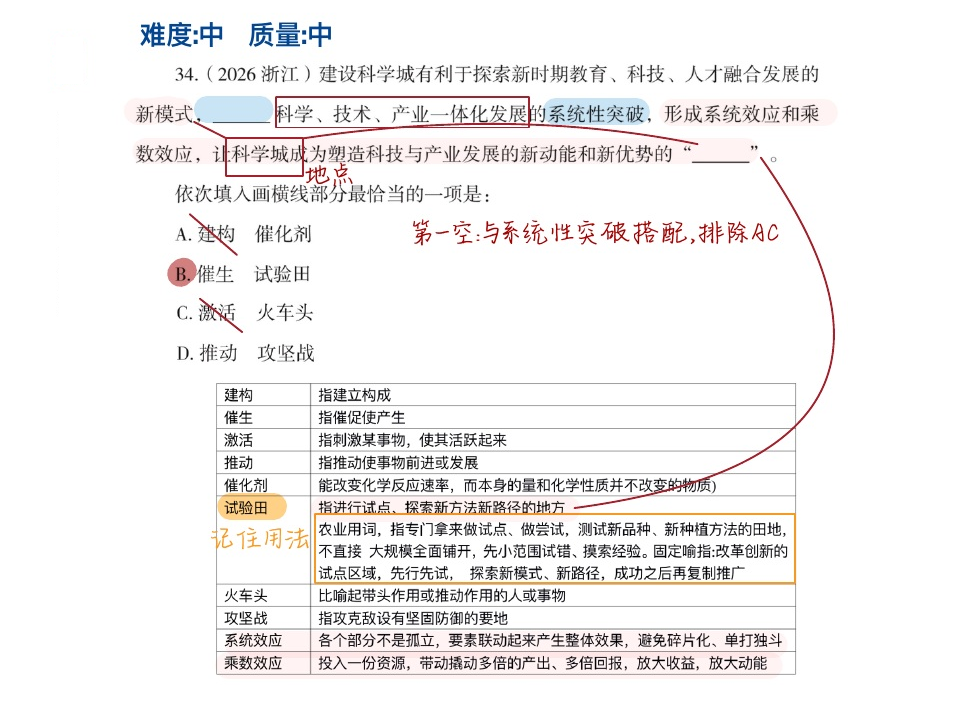 难度:中 质量:中
34.（2026 浙江）建设科学城有利于探索新时期教育、科技、人才融合发展的
新模式，______科学、技术、产业一体化发展的系统性突破，形成系统效应和乘
数效应，让科学城成为塑造科技与产业发展的新动能和新优势的“______”。
地点
依次填入画横线部分最恰当的一项是：
A. 建构 催化剂
第一空:与系统性突破搭配,排除AC
B. 催生 试验田
C. 激活 火车头
D. 推动 攻坚战
建构 指建立构成
催生 指催促使产生
激活 指刺激某事物，使其活跃起来
推动 指推动使事物前进或发展
催化剂 能改变化学反应速率，而本身的量和化学性质并不改变的物质)
试验田 指进行试点、探索新方法新路径的地方
记住用法
农业用词，指专门拿来做试点、做尝试，测试新品种、新种植方法的田地，
不直接 大规模全面铺开，先小范围试错、摸索经验。固定喻指:改革创新的
试点区域，先行先试， 探索新模式、新路径，成功之后再复制推广
火车头 比喻起带头作用或推动作用的人或事物
攻坚战 指攻克敌设有坚固防御的要地
系统效应 各个部分不是孤立，要素联动起来产生整体效果，避免碎片化、单打独斗
乘数效应 投入一份资源，带动撬动多倍的产出、多倍回报，放大收益，放大动能